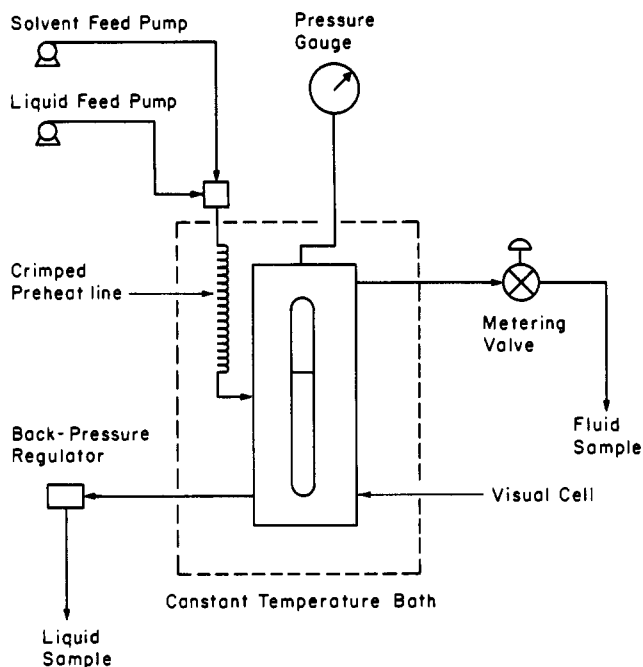 Solvent Feed Pump
Pressure
Gauge
Liquid Feed Pump
Crimped
Preheat line
Metering
Valve
Fluid
Sample
Back-Pressure
Regulator
Visual Cell
Canstant Temperature Bath
Liquid
Sample